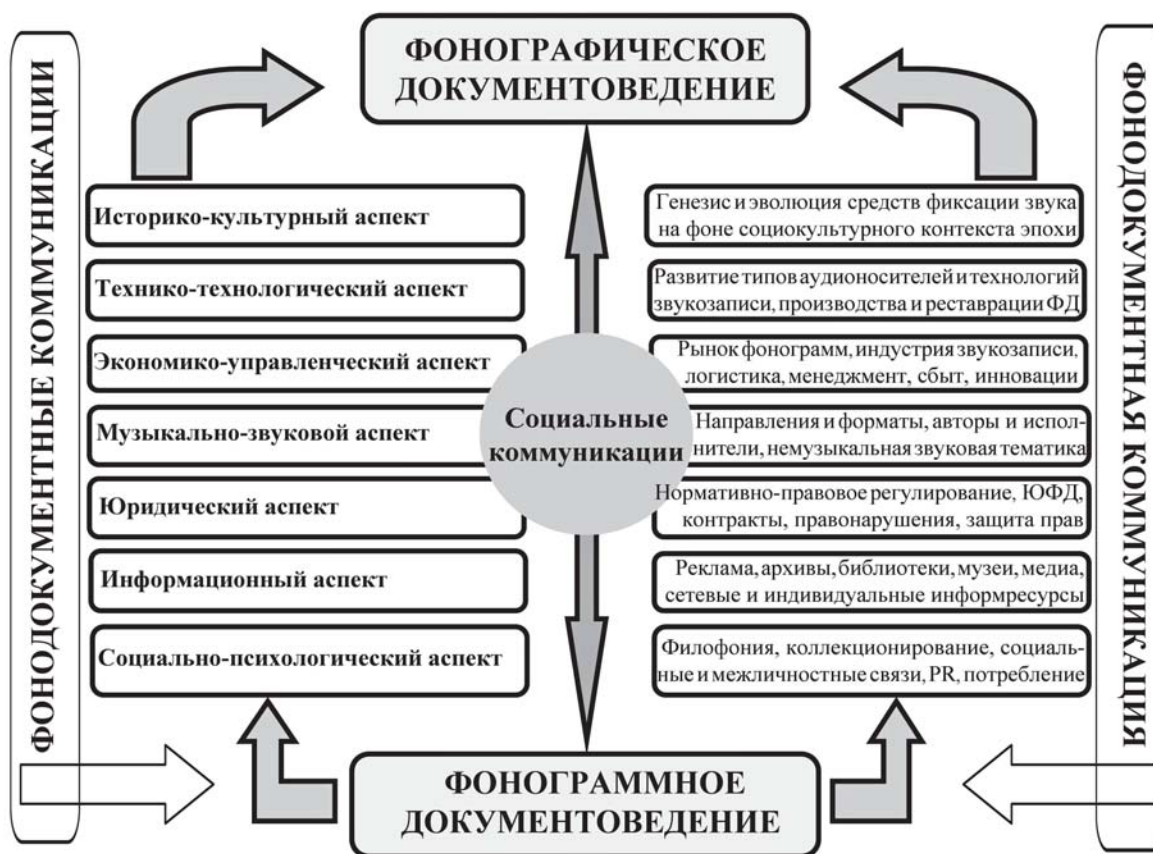 ФОНОДОКУМЕНТНЫЕ КОММУНИКАЦИИ
ФОНОГРАФИЧЕСКОЕ
ДОКУМЕНТОВЕДЕНИЕ
Историко-культурный аспект
Технико-технологический аспект
Экономико-управленческий аспект
Музыкально-звуковой аспект
Юридический аспект
Информационный аспект
Социально-психологический аспект
Социальные
коммуникации
Генезис и эволюция средств фиксации звука
на фоне социокультурного контекста эпохи
Развитие типов аудионосителей и технологий
звукозаписи, производства и реставрации ФД
Рынок фонограмм, индустрия звукозаписи,
логистика, менеджмент, сбыт, инновации
Направления и форматы, авторы и испол-
нители, немузыкальная звуковая тематика
Нормативно-правовое регулирование, ЮФД,
контракты, правонарушения, защита прав
Реклама, архивы, библиотеки, музеи, медиа,
сетевые и индивидуальные информресурсы
Филофония, коллекционирование, социаль-
ные и межличностные связи, PR, потребление
ФОНОГРАММНОЕ
ДОКУМЕНТОВЕДЕНИЕ
ФОНОДОКУМЕНТНАЯ КОММУНИКАЦИЯ